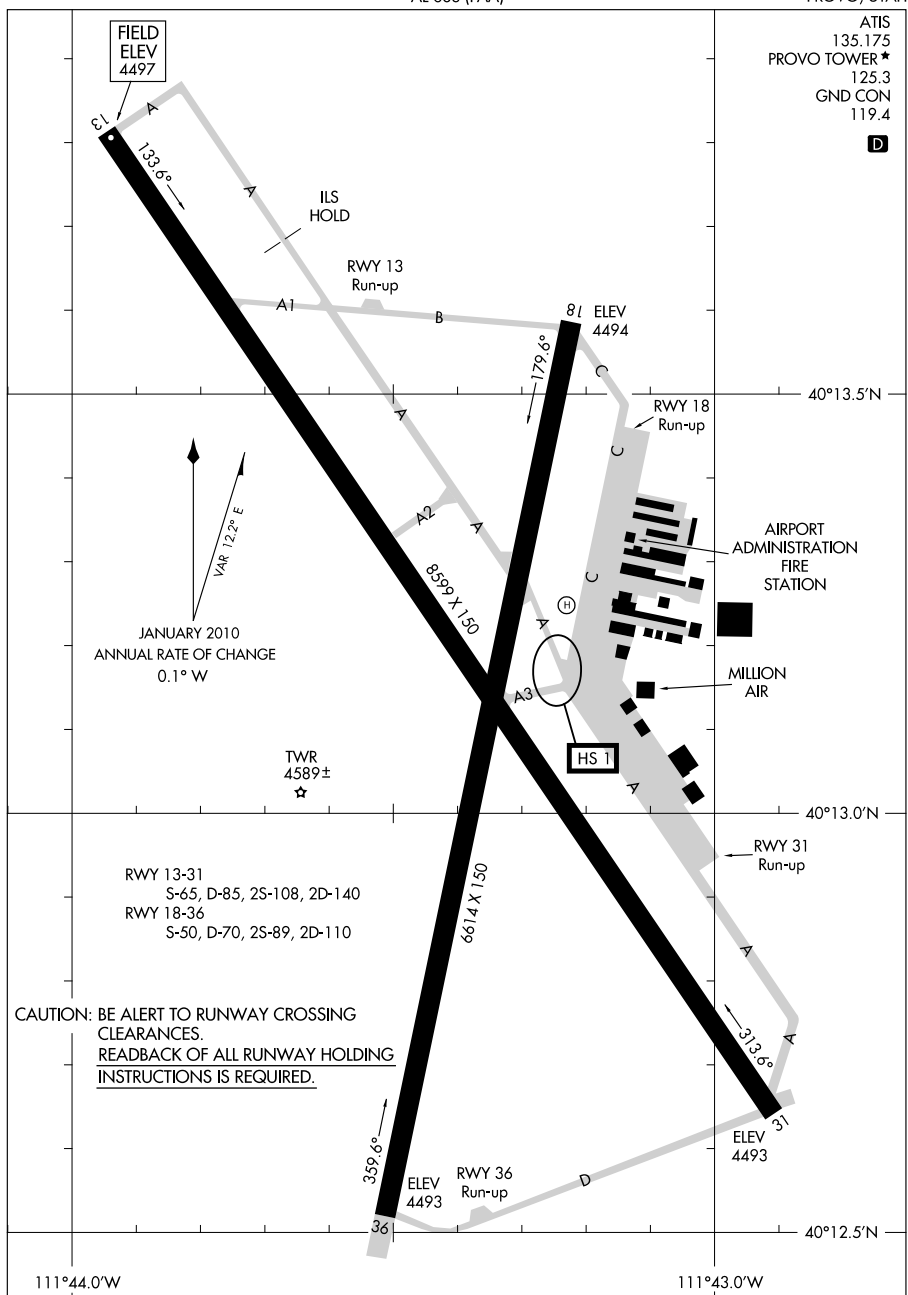 FIELD
ELEV
4497
ATIS
135.175
PROVO TOWER
125.3
GND CON
119.4
D
13
A
133.6°
A
ILS
HOLD
RWY 13
Run-up
A1
B
18
ELEV
4494
179.6°
C
40°13.5'N
A
RWY 18
Run-up
C
VAR 12.2° E
A2
A
AIRPORT
ADMINISTRATION
FIRE
STATION
8599 X 150
C
H
JANUARY 2010
ANNUAL RATE OF CHANGE
0.1° W
A
A3
MILLION
AIR
HS 1
TWR
4589±
A
40°13.0'N
RWY 31
Run-up
RWY 13-31
S-65, D-85, 2S-108, 2D-140
RWY 18-36
S-50, D-70, 2S-89, 2D-110
6614 X 150
A
CAUTION: BE ALERT TO RUNWAY CROSSING
CLEARANCES.
READBACK OF ALL RUNWAY HOLDING
INSTRUCTIONS IS REQUIRED.
313.6°
A
31
ELEV
4493
359.6°
ELEV
4493
RWY 36
Run-up
D
36
40°12.5'N
111°44.0'W
111°43.0'W